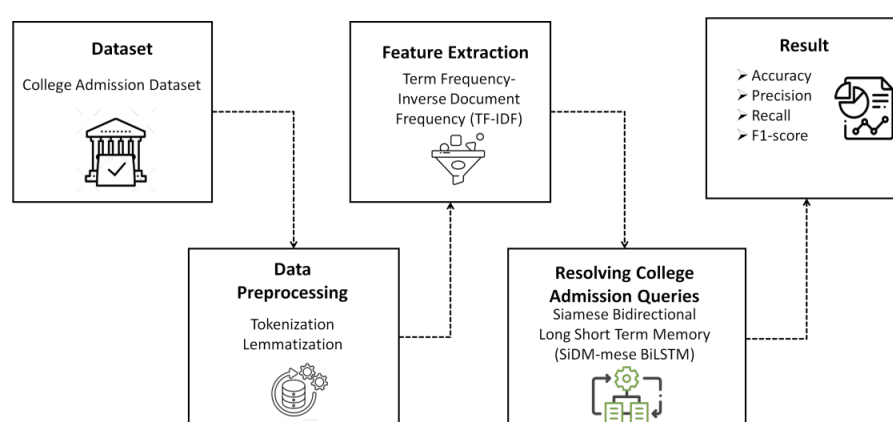 Dataset
College Admission Dataset
Data
Preprocessing
Tokenization
Lemmatization
Feature Extraction
Term Frequency-
Inverse Document
Frequency (TF-IDF)
Resolving College
Admission Queries
Siamese Bidirectional
Long Short Term Memory
(SiDM-mese BiLSTM)
Result
➢ Accuracy
➢ Precision
➢ Recall
➢ F1-score